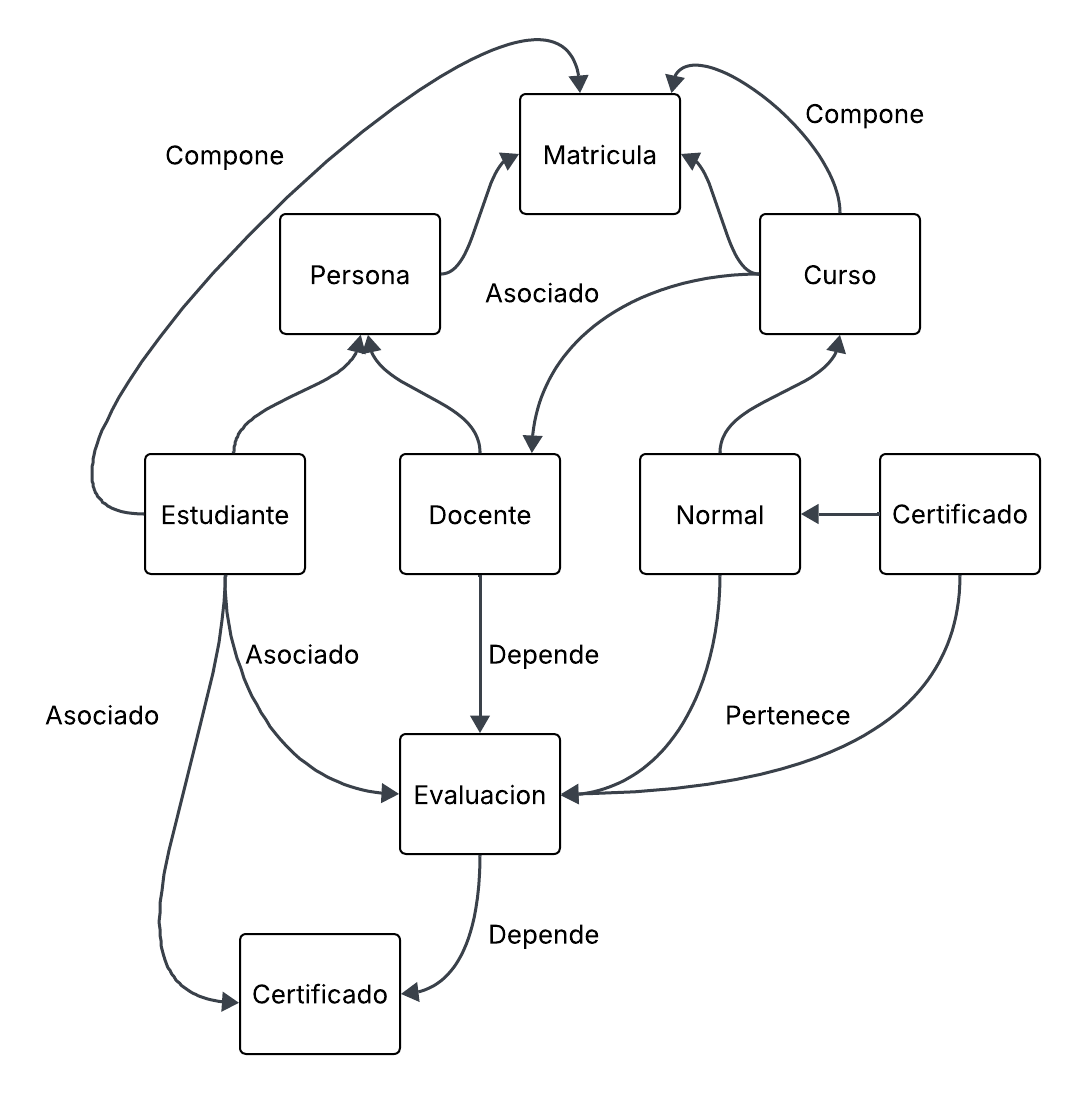 Compone
Compone
Matricula
Persona
Asociado
Curso
Estudiante
Docente
Normal
Certificado
Asociado
Depende
Asociado
Pertenece
Evaluacion
Depende
Certificado